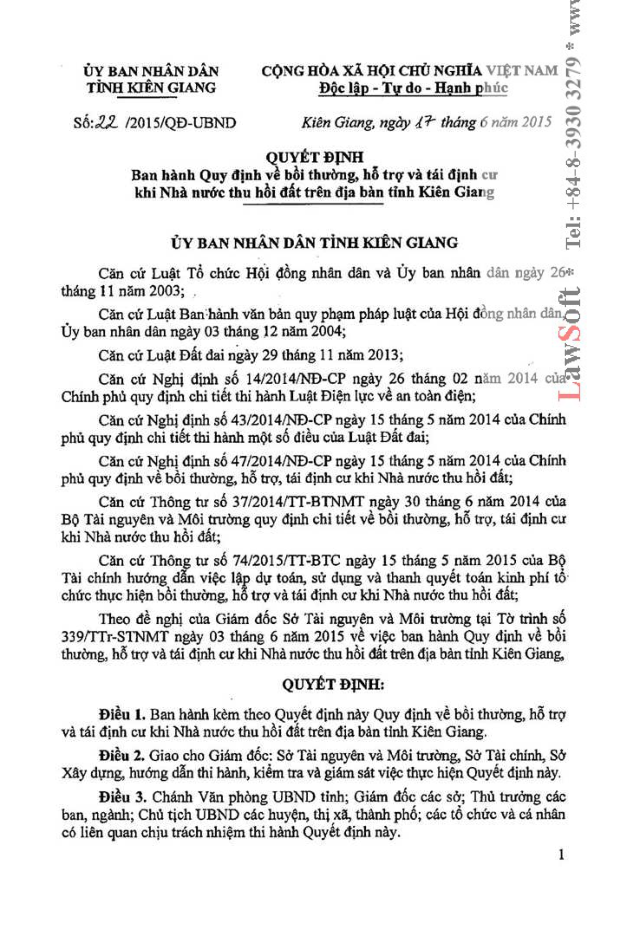 ỦY BAN NHÂN DÂN
TỈNH KIÊN GIANG
CỘNG HÒA XÃ HỘI CHỦ NGHĨA VIỆT NAM
Độc lập - Tự do - Hạnh phúc
Số:22 /2015/QĐ-UBND
Kiên Giang, ngày 17 tháng 6 năm 2015
QUYẾT ĐỊNH
Ban hành Quy định về bồi thường, hỗ trợ và tái định cư
khi Nhà nước thu hồi đất trên địa bàn tỉnh Kiên Giang
ỦY BAN NHÂN DÂN TỈNH KIÊN GIANG
Căn cứ Luật Tổ chức Hội đồng nhân dân và Ủy ban nhân dân ngày 26
tháng 11 năm 2003;
Căn cứ Luật Ban hành văn bản quy phạm pháp luật của Hội đồng nhân dân,
Ủy ban nhân dân ngày 03 tháng 12 năm 2004;
Căn cứ Luật Đất đai ngày 29 tháng 11 năm 2013;
Căn cứ Nghị định số 14/2014/NĐ-CP ngày 26 tháng 02 năm 2014 của
Chính phủ quy định chi tiết thi hành Luật Điện lực về an toàn điện;
Căn cứ Nghị định số 43/2014/NĐ-CP ngày 15 tháng 5 năm 2014 của Chính
phủ quy định chi tiết thi hành một số điều của Luật Đất đai;
Căn cứ Nghị định số 47/2014/NĐ-CP ngày 15 tháng 5 năm 2014 của Chính
phủ quy định về bồi thường, hỗ trợ, tái định cư khi Nhà nước thu hồi đất;
Căn cứ Thông tư số 37/2014/TT-BTNMT ngày 30 tháng 6 năm 2014 của
Bộ Tài nguyên và Môi trường quy định chi tiết về bồi thường, hỗ trợ, tái định cư
khi Nhà nước thu hồi đất;
Căn cứ Thông tư số 74/2015/TT-BTC ngày 15 tháng 5 năm 2015 của Bộ
Tài chính hướng dẫn việc lập dự toán, sử dụng và thanh quyết toán kinh phí tổ
chức thực hiện bồi thường, hỗ trợ và tái định cư khi Nhà nước thu hồi đất;
Theo đề nghị của Giám đốc Sở Tài nguyên và Môi trường tại Tờ trình số
339/TTr-STNMT ngày 03 tháng 6 năm 2015 về việc ban hành Quy định về bồi
thường, hỗ trợ và tái định cư khi Nhà nước thu hồi đất trên địa bàn tỉnh Kiên Giang,
QUYẾT ĐỊNH:
Điều 1. Ban hành kèm theo Quyết định này Quy định về bồi thường, hỗ trợ
và tái định cư khi Nhà nước thu hồi đất trên địa bàn tỉnh Kiên Giang.
Điều 2. Giao cho Giám đốc: Sở Tài nguyên và Môi trường, Sở Tài chính, Sở
Xây dựng, hướng dẫn thi hành, kiểm tra và giám sát việc thực hiện Quyết định này.
Điều 3. Chánh Văn phòng UBND tỉnh; Giám đốc các sở; Thủ trưởng các
ban, ngành; Chủ tịch UBND các huyện, thị xã, thành phố; các tổ chức và cá nhân
có liên quan chịu trách nhiệm thi hành Quyết định này.
1
LawSoft * Tel: +84-8-3930 3279 * www